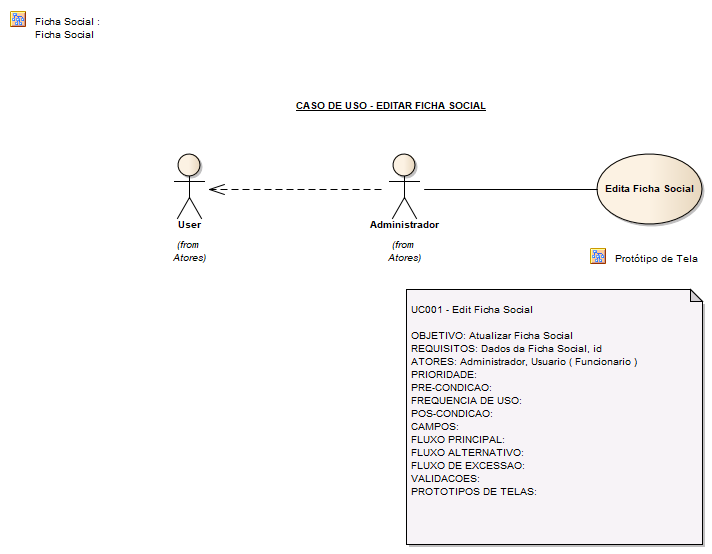 Ficha Social :
Ficha Social
CASO DE USO - EDITAR FICHA SOCIAL
User
(from
Atores)
Administrador
(from
Atores)
Edita Ficha Social
Protótipo de Tela
UC001 - Edit Ficha Social
OBJETIVO: Atualizar Ficha Social
REQUISITOS: Dados da Ficha Social, id
ATORES: Administrador, Usuario ( Funcionario )
PRIORIDADE:
PRE-CONDICAO:
FREQUENCIA DE USO:
POS-CONDICAO:
CAMPOS:
FLUXO PRINCIPAL:
FLUXO ALTERNATIVO:
FLUXO DE EXCESSAO:
VALIDACOES:
PROTOTIPOS DE TELAS: